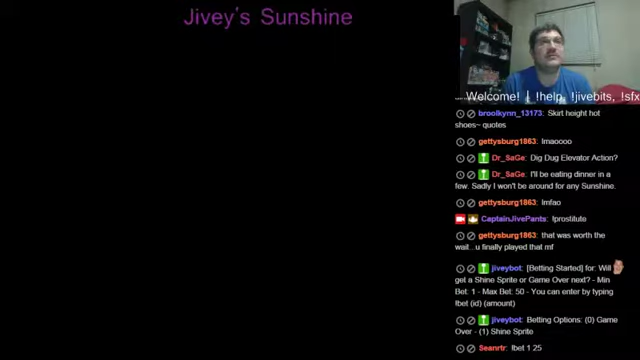 Jivey's Sunshine
Welcome! | !help, !jivebits, !sfx
broolkynn_13173: Skirt height hot
shoes~ quotes
gettysburg1863: lmaoooo
Dr_SaGe: Dig Dug Elevator Action?
Dr_SaGe: I'll be eating dinner in a
few. Sadly I won't be around for any Sunshine.
gettysburg1863: lmfao
CaptainJivePants: !prostitute
gettysburg1863: that was worth the
wait.. u finally played that mf
jiveybot: [Betting Started] for: Will
get a Shine Sprite or Game Over next? ~ Min
Bet: 1 - Max Bet: 50 - You can enter by typing
!bet (id) (amount)
jiveybot: Betting Options: (0) Game
Over - (1) Shine Sprite
Seanrtr: !bet 1 25